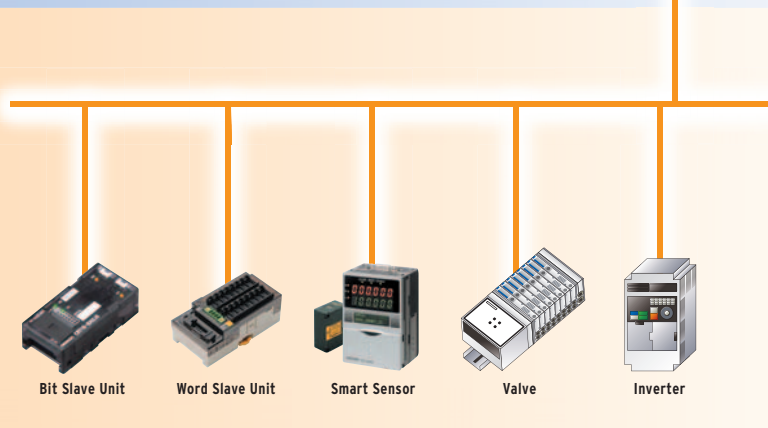 Bit Slave Unit
Word Slave Unit
Smart Sensor
Valve
Inverter